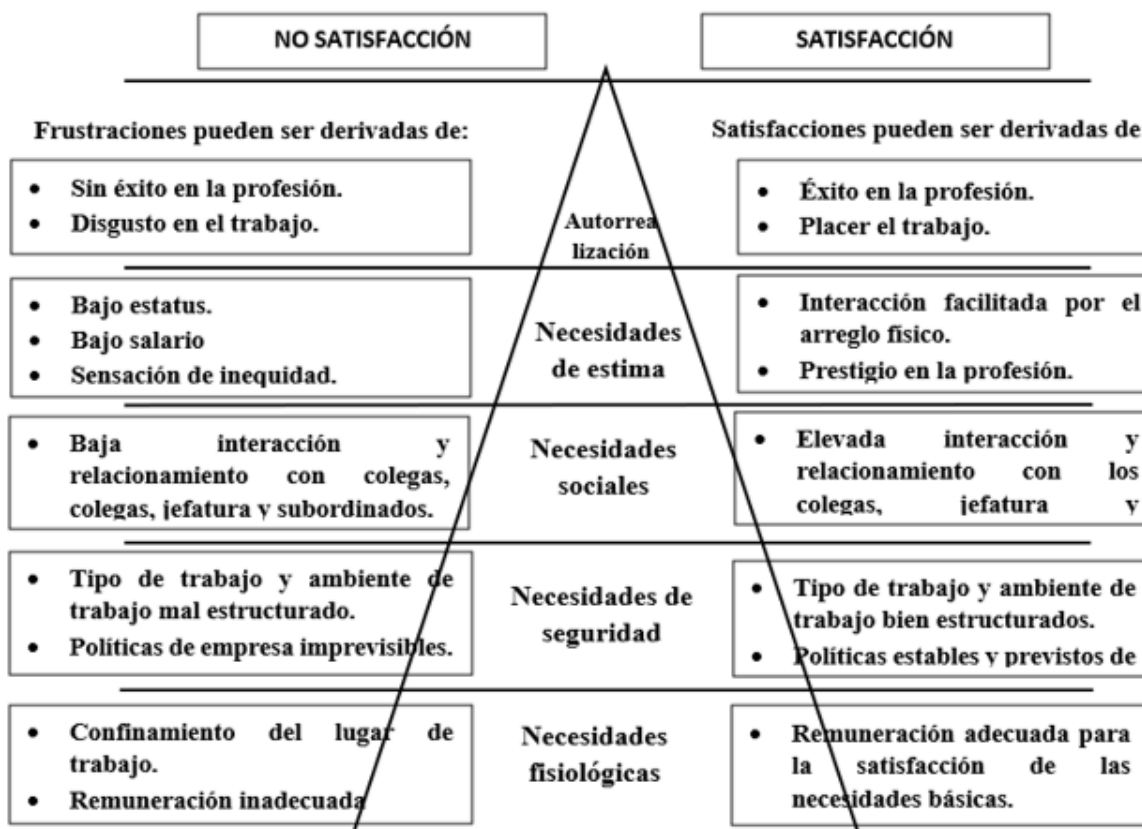 NO SATISFACCIÓN
SATISFACCIÓN
Frustraciones pueden ser derivadas de:
Satisfacciones pueden ser derivadas de
• Sin éxito en la profesión.
• Disgusto en el trabajo.
Autorrea
lización
• Éxito en la profesión.
• Placer el trabajo.
• Bajo estatus.
• Bajo salario
• Sensación de inequidad.
Necesidades
de estima
• Interacción facilitada por el
arreglo físico.
• Prestigio en la profesión.
• Baja interacción y
relacionamiento con colegas,
colegas, jefatura y subordinados.
Necesidades
sociales
• Elevada interacción y
relacionamiento con los
colegas, jefatura y
• Tipo de trabajo y ambiente de
trabajo mal estructurado.
• Políticas de empresa imprevisibles.
Necesidades de
seguridad
• Tipo de trabajo y ambiente de
trabajo bien estructurados.
• Políticas estables y previstos de
• Confinamiento del lugar de
trabajo.
• Remuneración inadecuada
Necesidades
fisiológicas
• Remuneración adecuada para
la satisfacción de las
necesidades básicas.